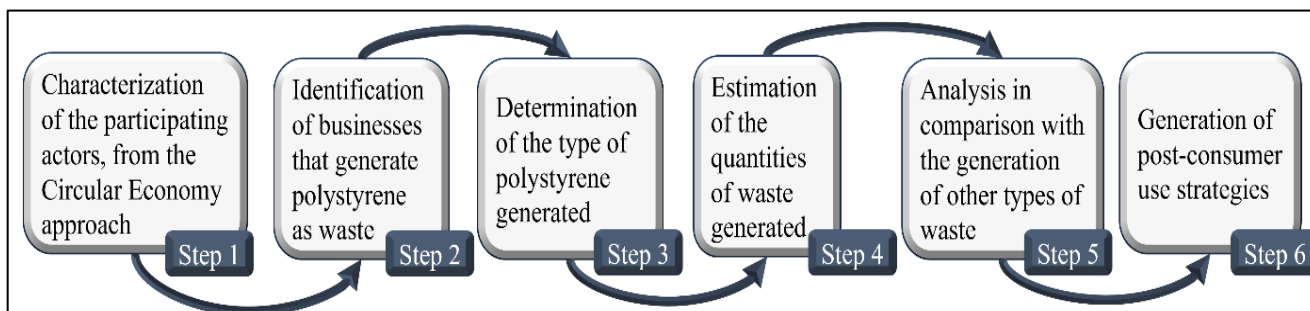 Characterization
of the participating
actors, from the
Circular Economy
approach
Step 1
Identification
of businesses
that generate
polystyrene
as waste
Step 2
Determination
of the type of
polystyrene
generated
Step 3
Estimation
of the
quantities
of waste
generated
Step 4
Analysis in
comparison with
the generation
of other types of
waste
Step 5
Generation of
post-consumer
use strategies
Step 6